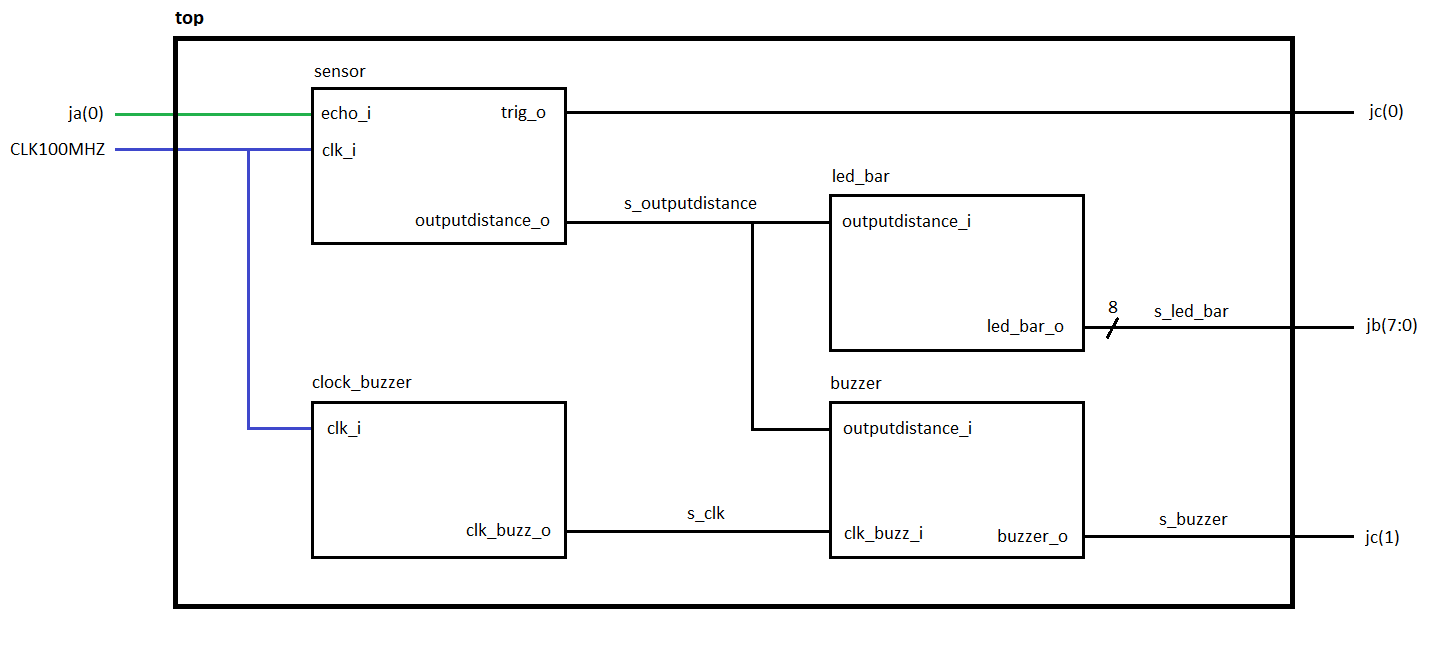 top
sensor
ja(0)
echo_i
trig_o
jc(0)
CLK100MHZ
clk_i
led_bar
s_outputdistance
outputdistance_o
outputdistance_i
8
s_led_bar
led_bar_o
jb(7:0)
clock_buzzer
buzzer
clk_i
outputdistance_i
s_clk
s_buzzer
clk_buzz_o
clk_buzz_i
buzzer_o
jc(1)